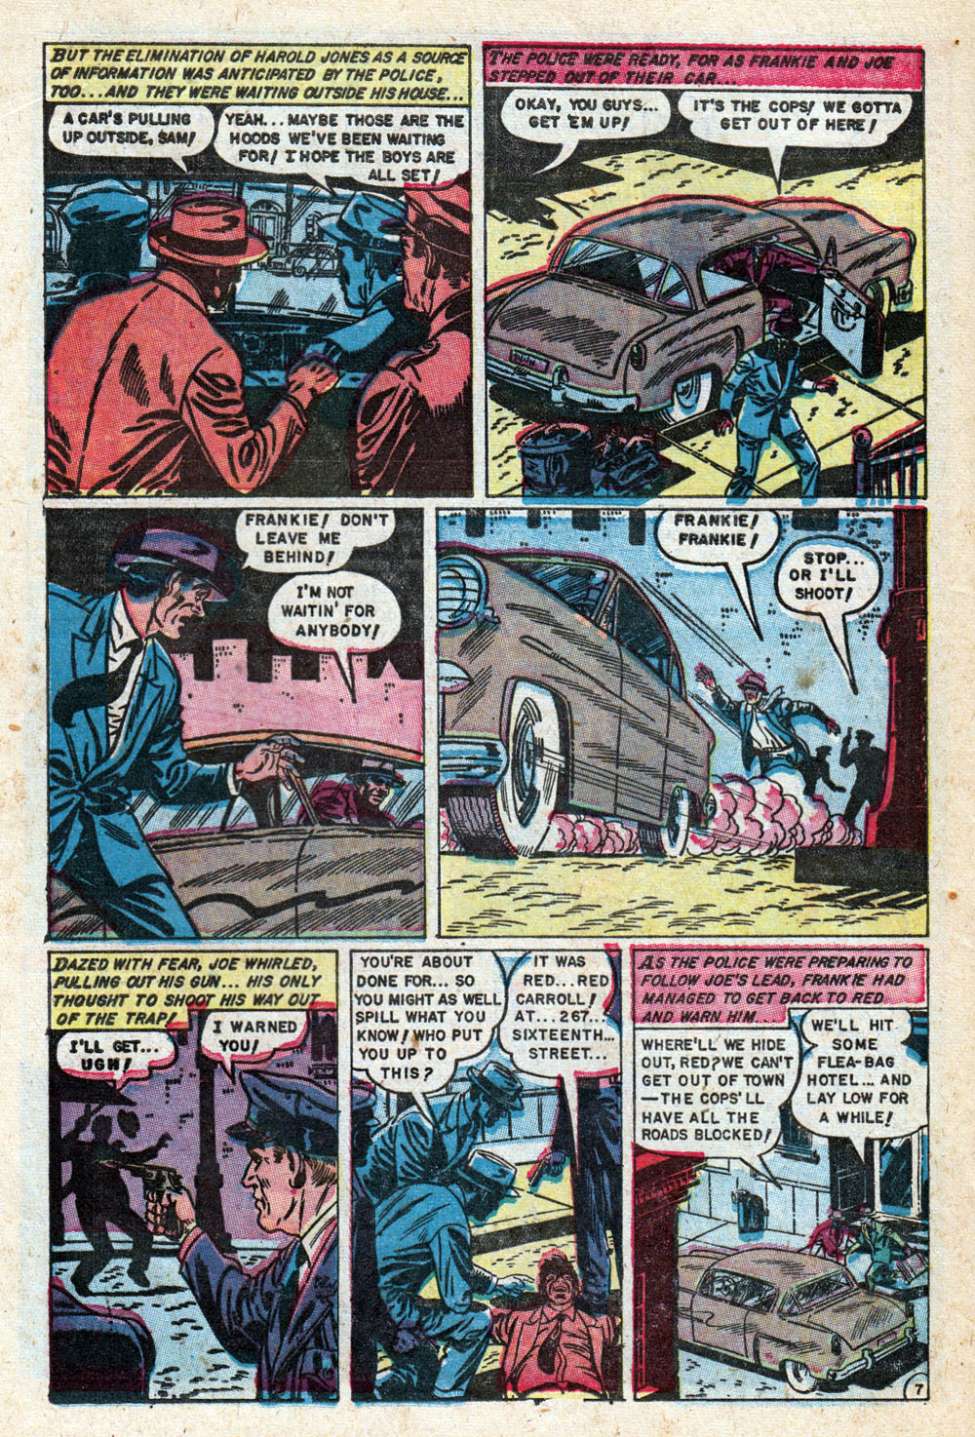 BUT THE ELIMINATION OF HAROLD JONES AS A SOURCE
OF INFORMATION WAS ANTICIPATED BY THE POLICE,
TOO...AND THEY WERE WAITING OUTSIDE HIS HOUSE...
A CAR'S PULLING
UP OUTSIDE, SAM!
YEAH...MAYBE THOSE ARE THE
HOODS WE'VE BEEN WAITING
FOR! I HOPE THE BOYS ARE
ALL SET!
THE POLICE WERE READY, FOR AS FRANKIE AND JOE
STEPPED OUT OF THEIR CAR...
OKAY, YOU GUYS...
GET 'EM UP!
IT'S THE COPS! WE GOTTA
GET OUT OF HERE!
FRANKIE! DON'T
LEAVE ME
BEHIND!
I'M NOT
WAITIN' FOR
ANYBODY!
FRANKIE!
FRANKIE!
STOP...
OR I'LL
SHOOT!
DAZED WITH FEAR, JOE WHIRLED,
PULLING OUT HIS GUN... HIS ONLY
THOUGHT TO SHOOT HIS WAY OUT
OF THE TRAP!
I'LL GET...
UGH!
I WARNED
YOU!
YOU'RE ABOUT
DONE FOR... SO
YOU MIGHT AS WELL
SPILL WHAT YOU
KNOW! WHO PUT
YOU UP TO
THIS?
IT WAS
RED...RED
CARROLL!
AT...267...
SIXTEENTH...
STREET...
AS THE POLICE WERE PREPARING TO
FOLLOW JOE'S LEAD, FRANKIE HAD
MANAGED TO GET BACK TO RED
AND WARN HIM...
WHERE'LL WE HIDE
OUT, RED? WE CAN'T
GET OUT OF TOWN
—THE COPS'LL
HAVE ALL THE
ROADS BLOCKED!
WE'LL HIT
SOME
FLEA-BAG
HOTEL... AND
LAY LOW FOR
A WHILE!
7